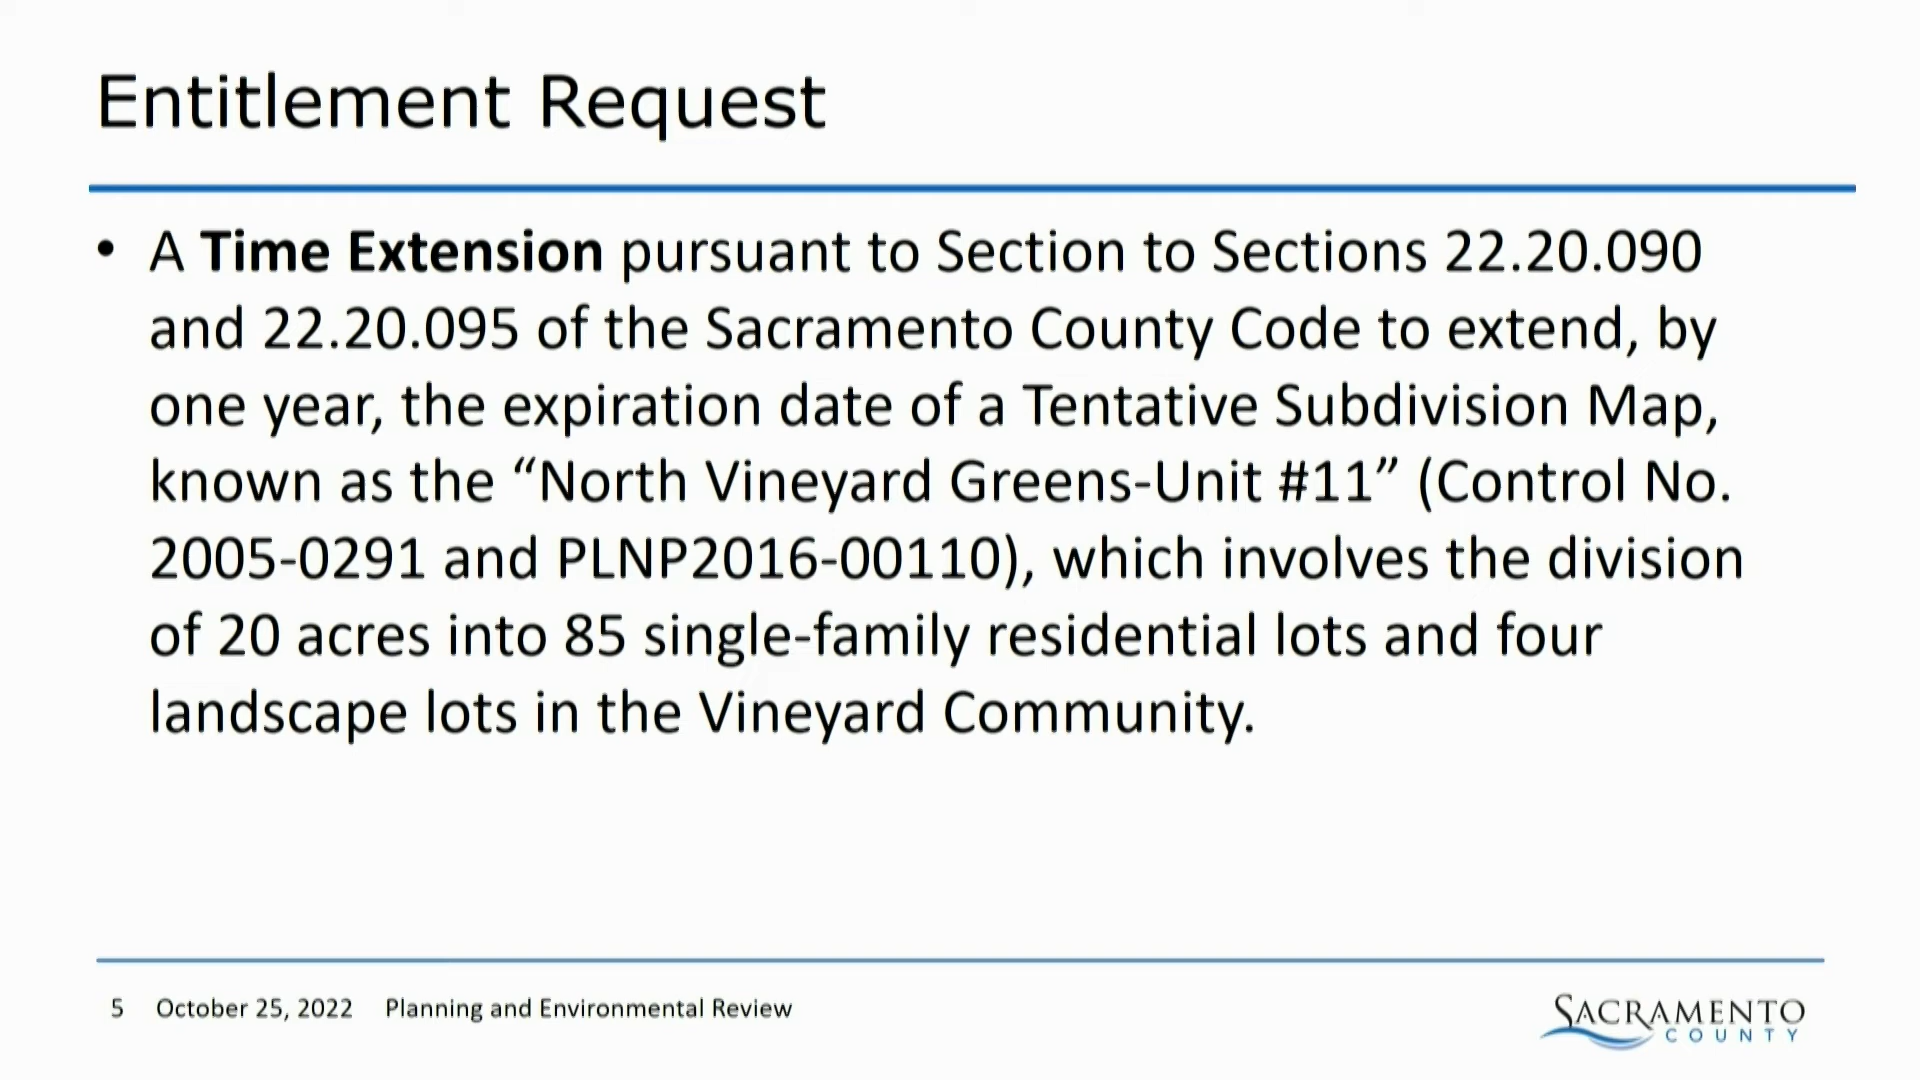 Entitlement Request
• A Time Extension pursuant to Section to Sections 22.20.090
and 22.20.095 of the Sacramento County Code to extend, by
one year, the expiration date of a Tentative Subdivision Map,
known as the “North Vineyard Greens-Unit #11” (Control No.
2005-0291 and PLNP2016-00110), which involves the division
of 20 acres into 85 single-family residential lots and four
landscape lots in the Vineyard Community.
5 October 25, 2022 Planning and Environmental Review
SACRAMENTO
COUNTY